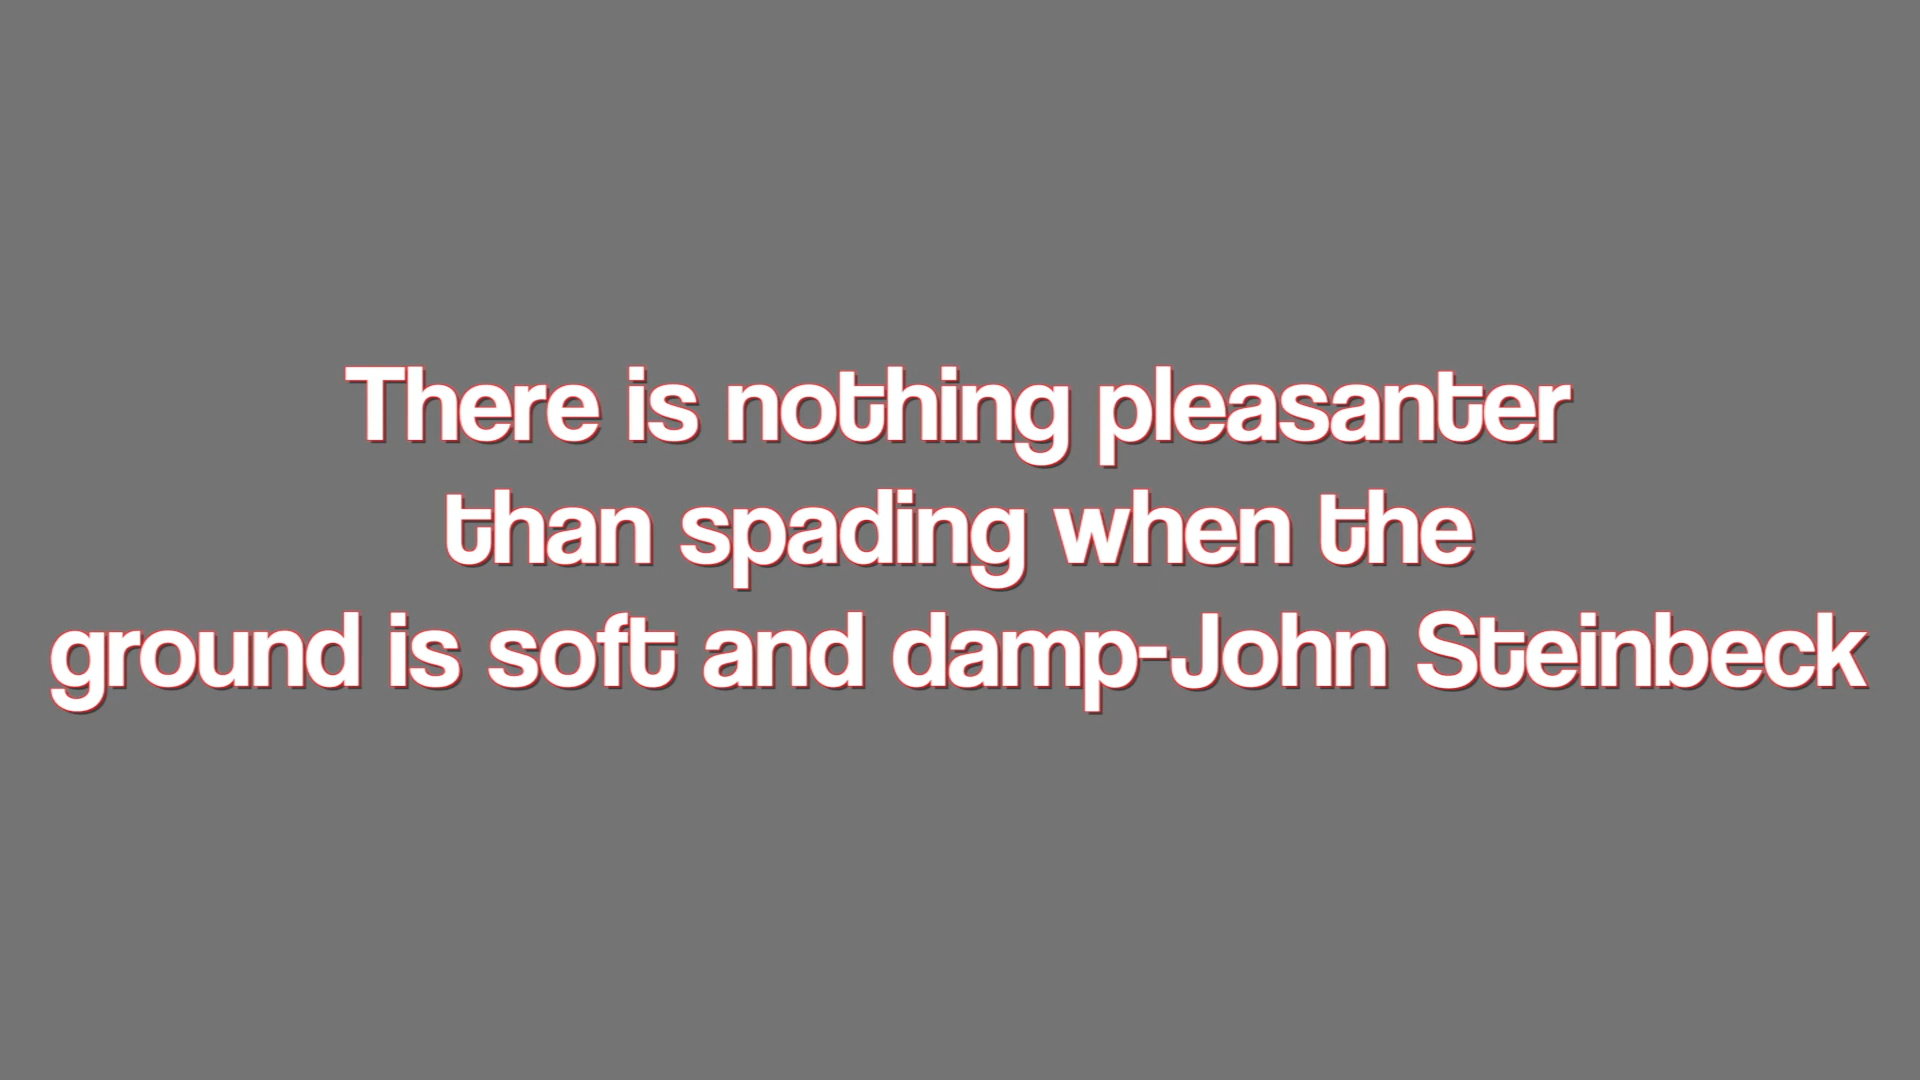 There is nothing pleasanter
than spading when the
ground is soft and damp-John Steinbeck